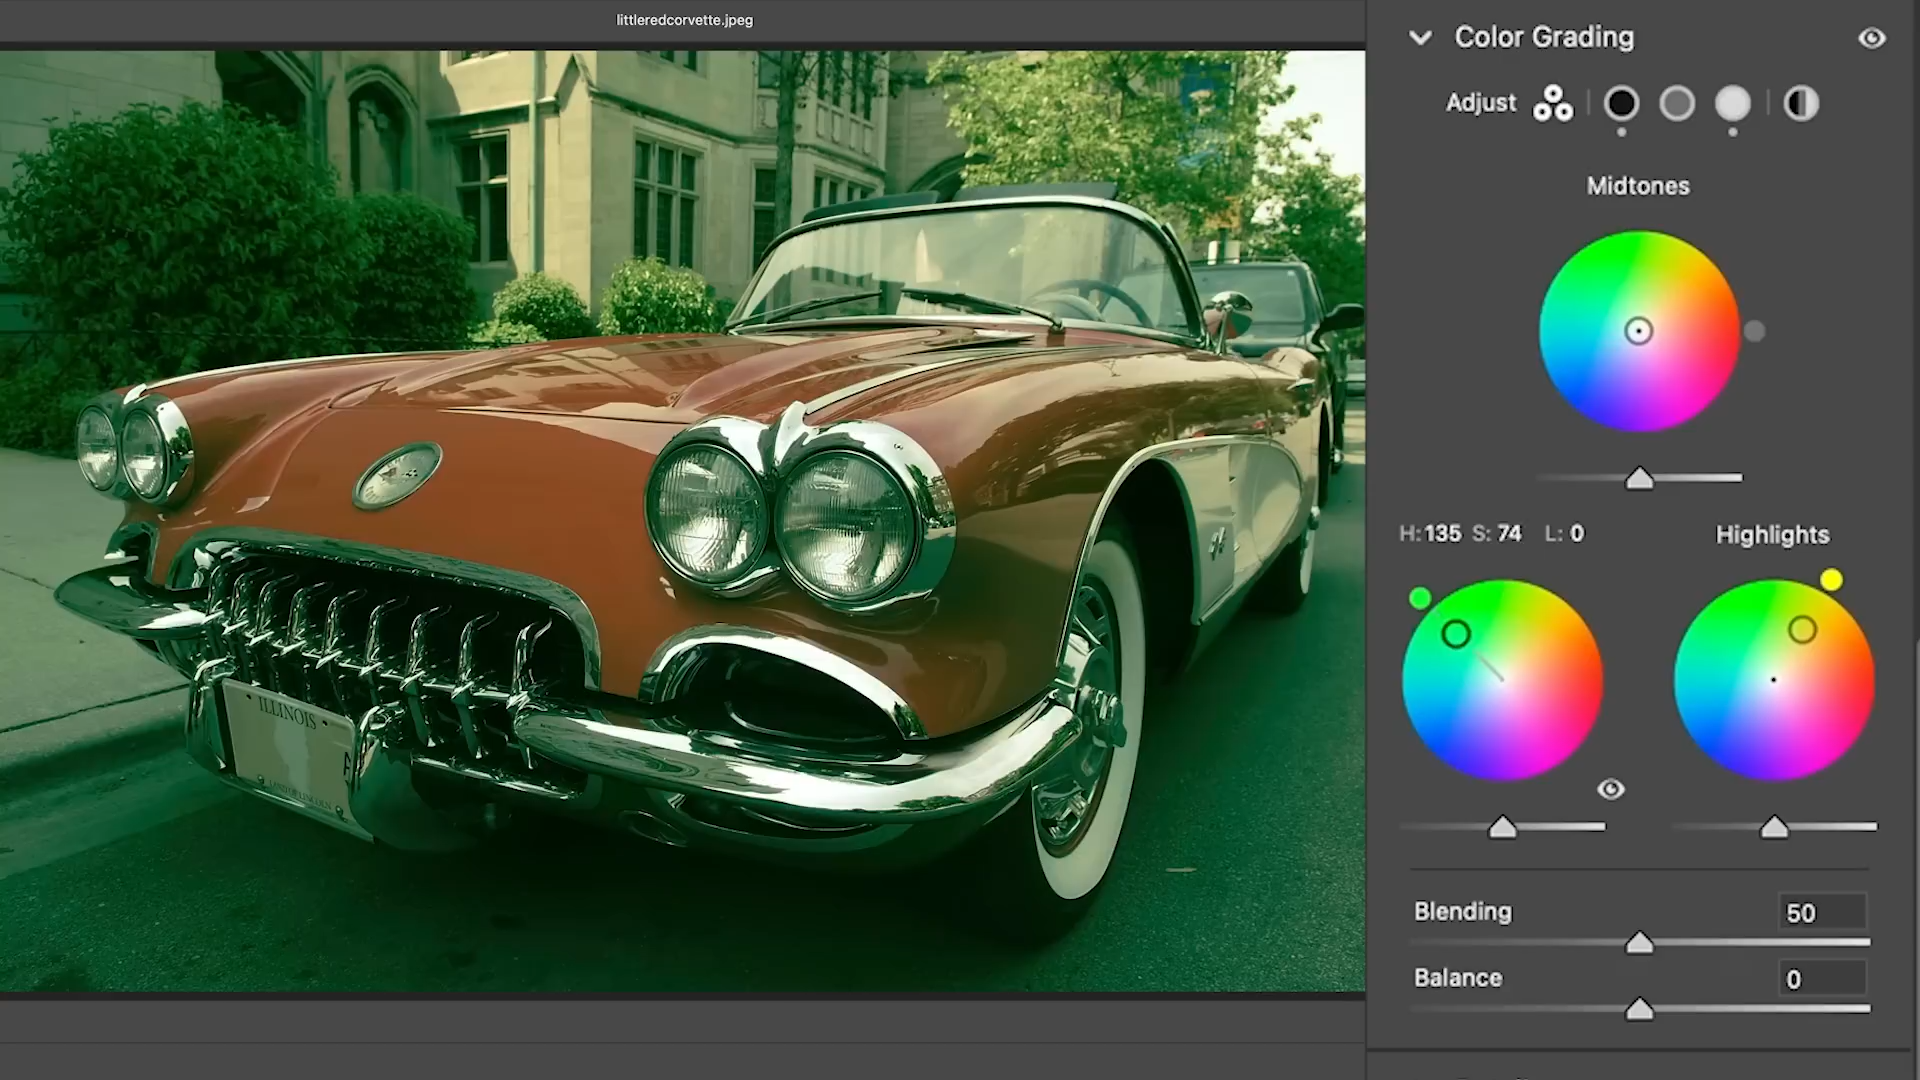 littleredcorvette.jpeg
Color Grading
Adjust
Midtones
H: 135 S: 74 L: 0
Highlights
Blending 50
Balance 0
ILLINOIS